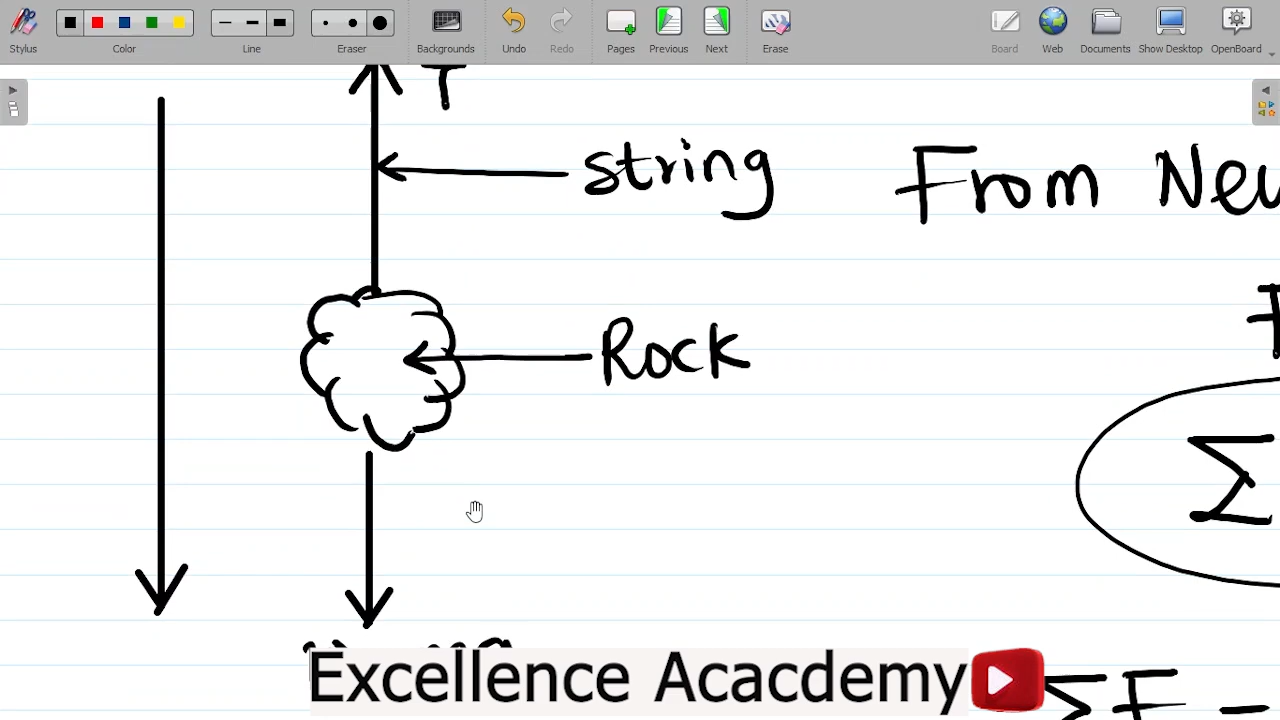 Stylus Color Line Eraser Backgrounds Undo Redo Pages Previous Next Erase Board Web Documents Show Desktop OpenBoard
T
string
From
Rock
Σ
Excellence Acacdemy
ΣF -